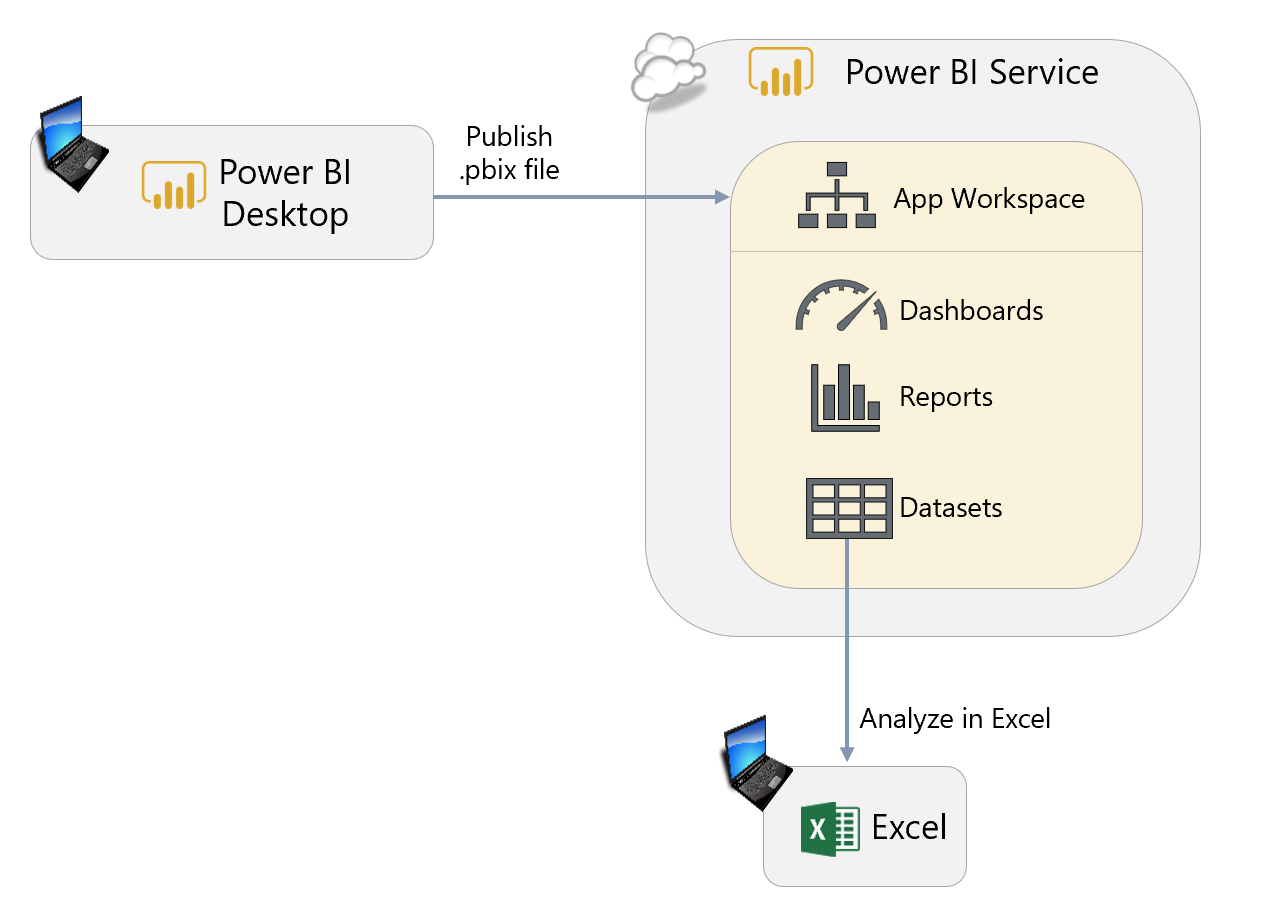 Power BI Service
Publish
.pbix file
Power BI
Desktop
App Workspace
Dashboards
Reports
Datasets
Analyze in Excel
X
Excel